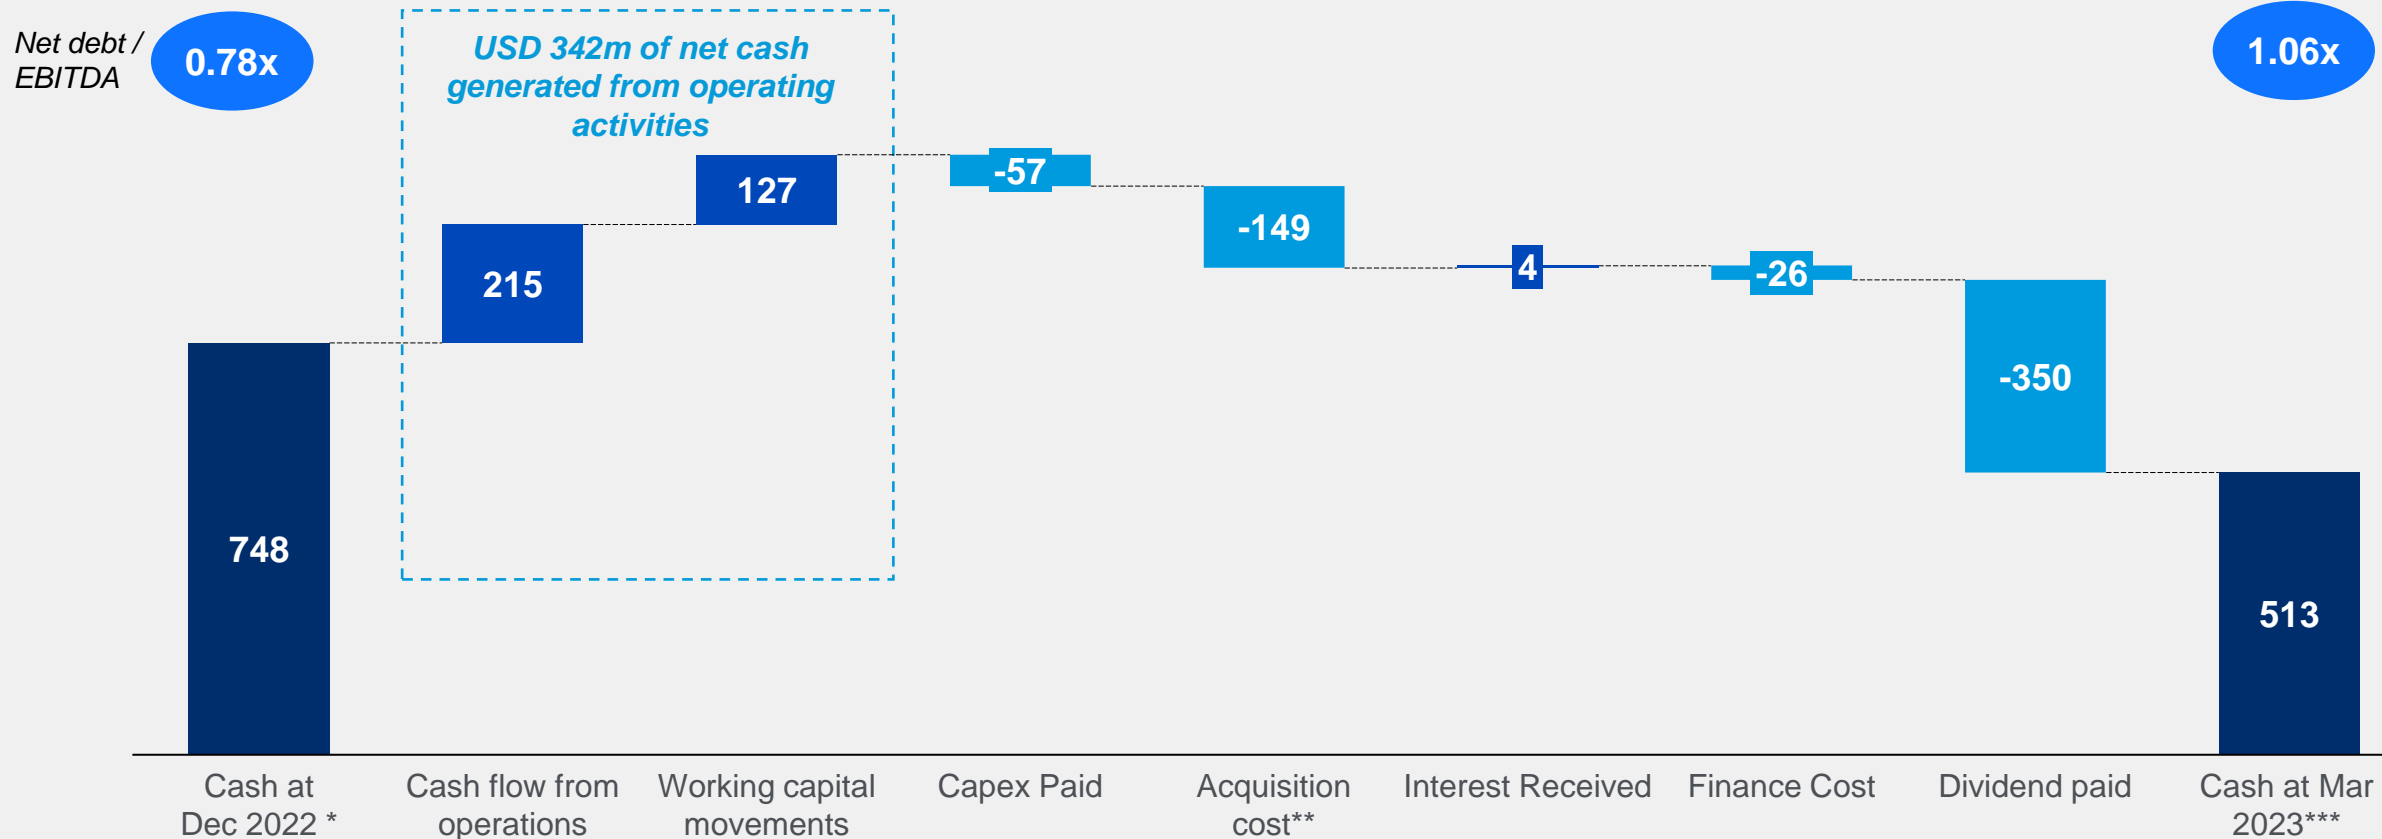 Net debt /
EBITDA
0.78x
USD 342m of net cash
generated from operating
activities
1.06x
748
215
127
-57
-149
4
-26
-350
513
Cash at
Dec 2022 *
Cash flow from
operations
Working capital
movements
Capex Paid
Acquisition
cost**
Interest Received
Finance Cost
Dividend paid
Cash at Mar
2023***